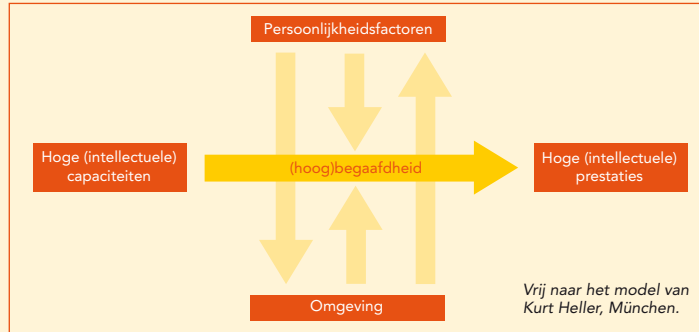 Persoonlijkheidsfactoren
Hoge (intellectuele)
capaciteiten
(hoog)begaafdheid
Hoge (intellectuele)
prestaties
Omgeving
Vrij naar het model van
Kurt Heller, München.